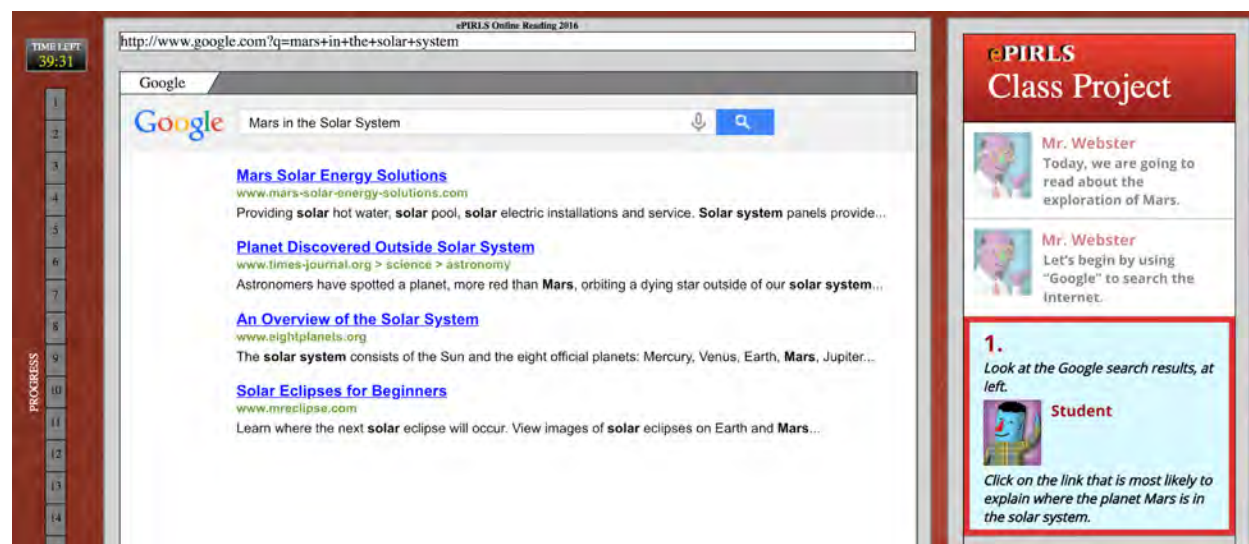 ePIRLS Online Reading 2016
TIME LEFT
39:31
http://www.google.com?q=mars+in+the+solar+system
Google
Google
Mars in the Solar System
Mars Solar Energy Solutions
www.mars-solar-energy-solutions.com
Providing solar hot water, solar pool, solar electric installations and service. Solar system panels provide...
Planet Discovered Outside Solar System
www.times-journal.org > science > astronomy
Astronomers have spotted a planet, more red than Mars, orbiting a dying star outside of our solar system...
An Overview of the Solar System
www.eightplanets.org
The solar system consists of the Sun and the eight official planets: Mercury, Venus, Earth, Mars, Jupiter...
Solar Eclipses for Beginners
www.mreclipse.com
Learn where the next solar eclipse will occur. View images of solar eclipses on Earth and Mars...
PROGRESS
1
2
3
4
5
6
7
8
9
10
11
12
13
14
ePIRLS
Class Project
Mr. Webster
Today, we are going to
read about the
exploration of Mars.
Mr. Webster
Let's begin by using
"Google" to search the
Internet.
1.
Look at the Google search results, at
left.
Student
Click on the link that is most likely to
explain where the planet Mars is in
the solar system.